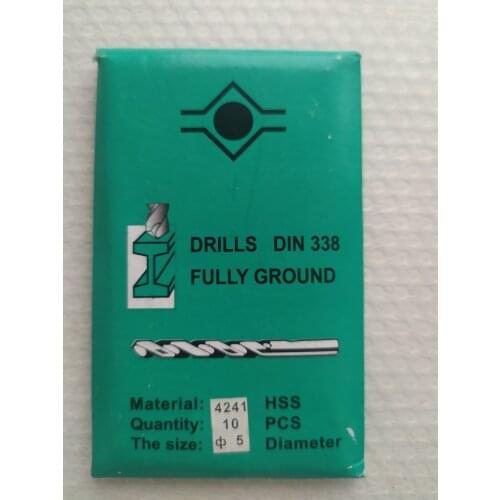 DRILLS DIN 338
FULLY GROUND
Material: 4241 HSS
Quantity: 10 PCS
The size: ф 5 Diameter